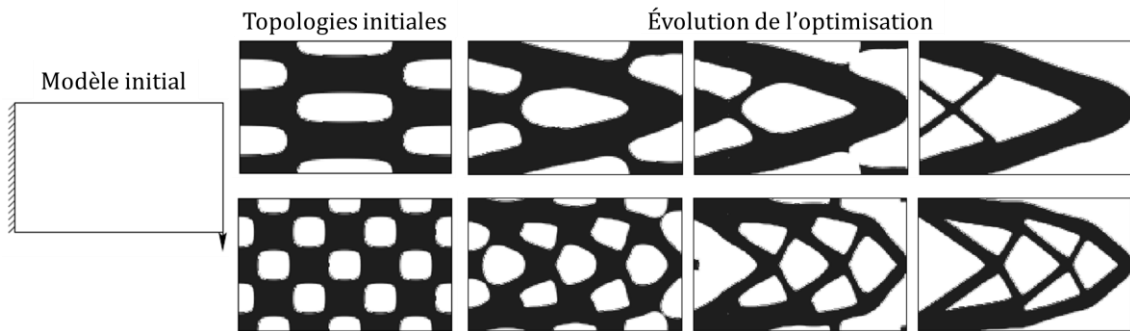 Topologies initiales
Évolution de l'optimisation
Modèle initial